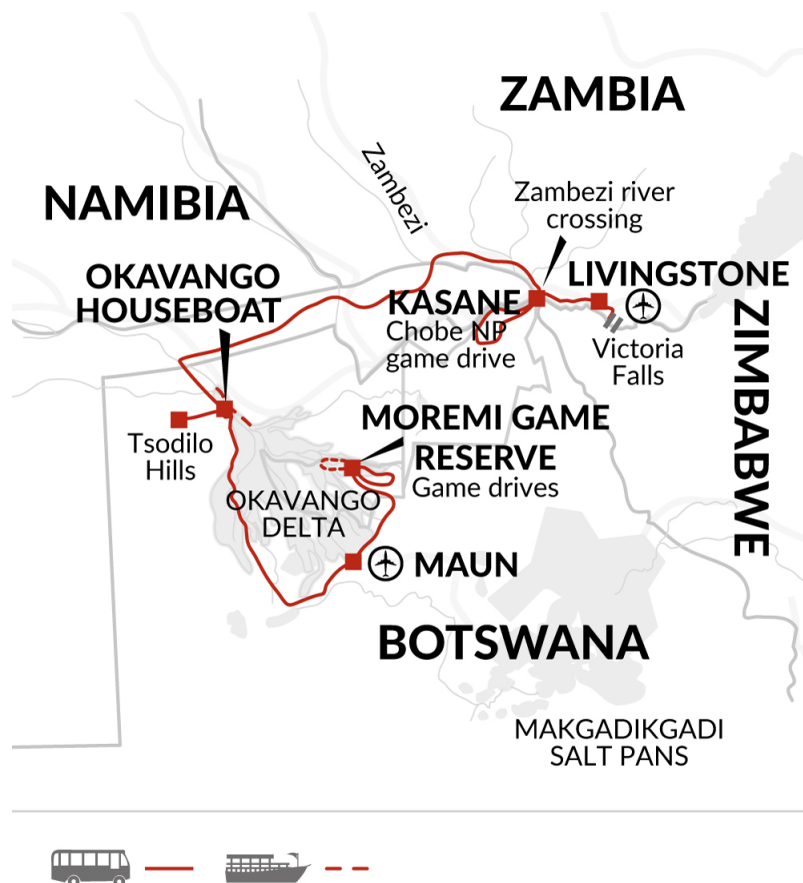 ZAMBIA
Zambezi
NAMIBIA
Zambezi river
crossing
OKAVANGO
HOUSEBOAT
LIVINGSTONE
KASANE
Chobe NP
game drive
Victoria
Falls
ZIMBABWE
MOREMI GAME
RESERVE
Game drives
Tsodilo
Hills
OKAVANGO
DELTA
MAUN
BOTSWANA
MAKGADIKGADI
SALT PANS